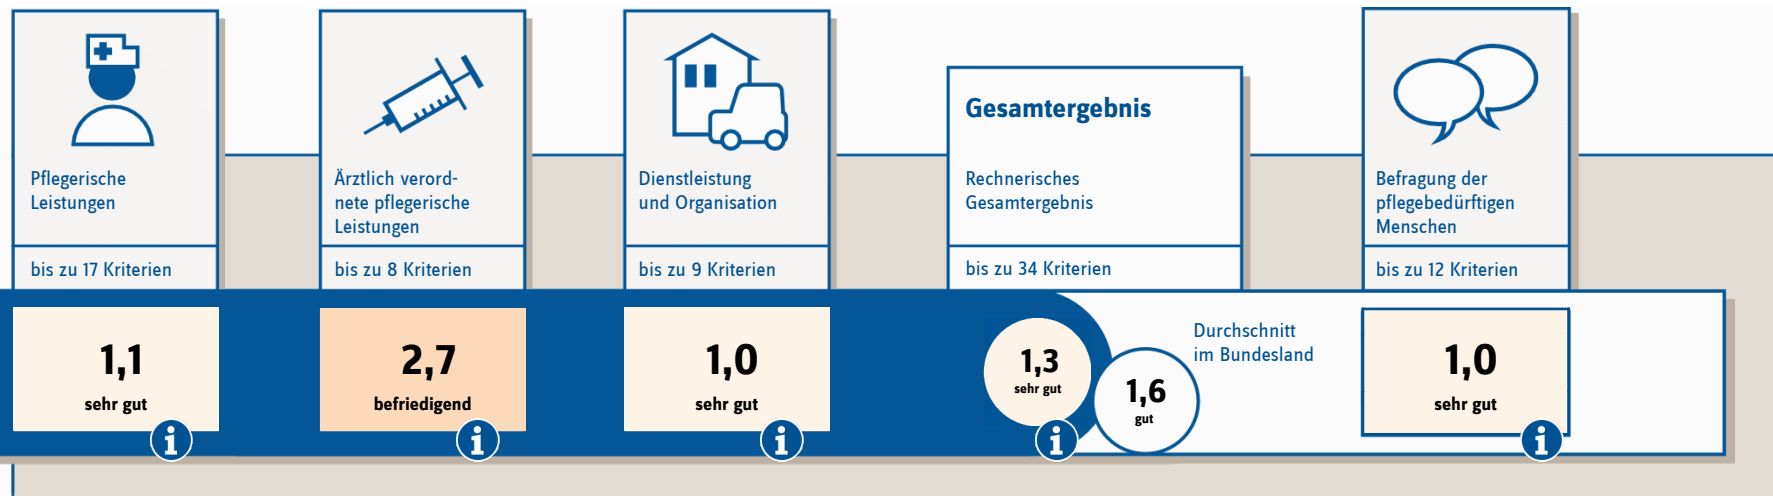 Pflegerische
Leistungen
bis zu 17 Kriterien
1,1
sehr gut
i
Ärztlich verord-
nete pflegerische
Leistungen
bis zu 8 Kriterien
2,7
befriedigend
i
Dienstleistung
und Organisation
bis zu 9 Kriterien
1,0
sehr gut
i
Gesamtergebnis
Rechnerisches
Gesamtergebnis
bis zu 34 Kriterien
1,3
sehr gut
i
1,6
gut
Durchschnitt
im Bundesland
Befragung der
pflegebedürftigen
Menschen
bis zu 12 Kriterien
1,0
sehr gut
i